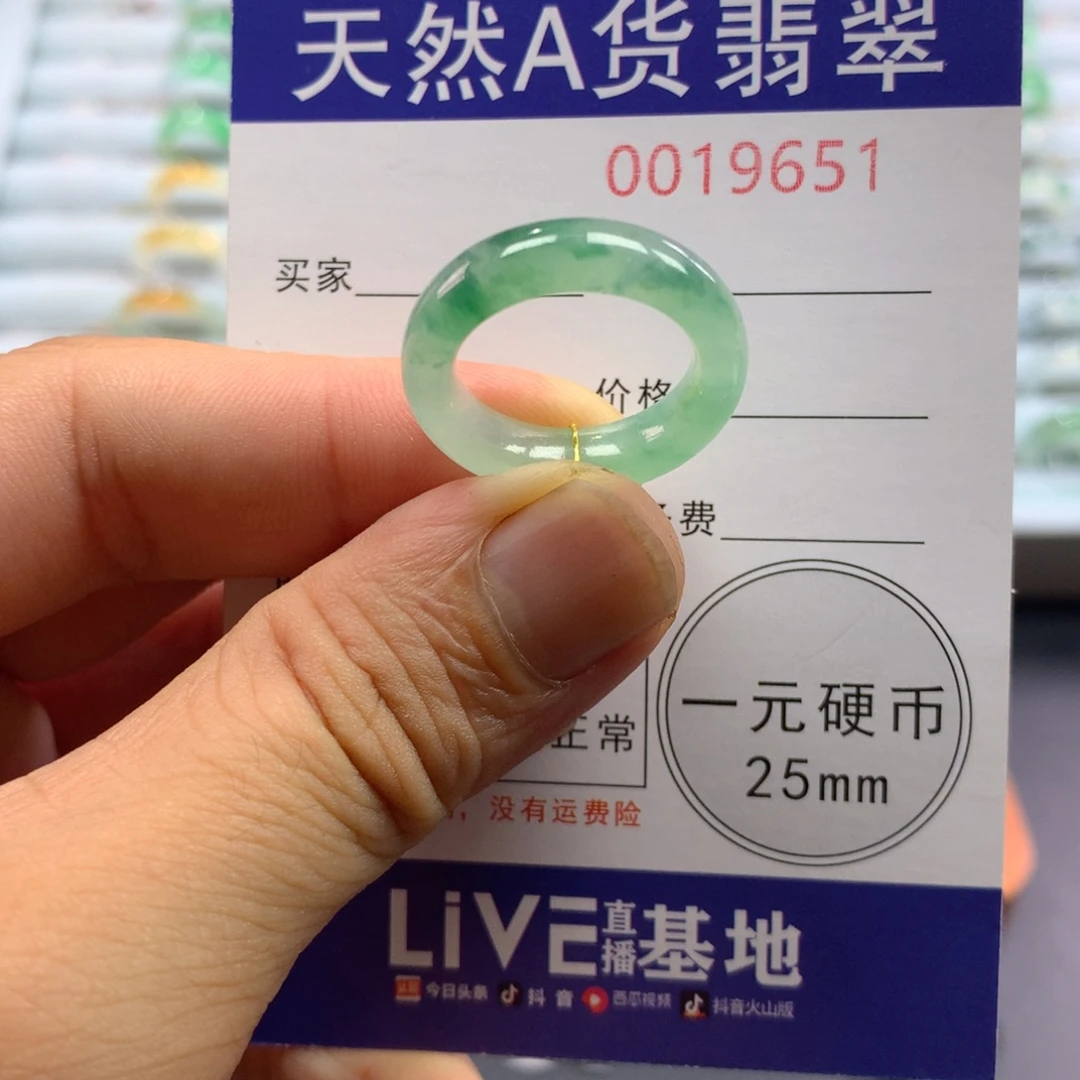 天然A货翡翠
0019651
买家
价格
费
正常
一元硬币
25mm
，没有运费险
LiVE直播基地
今日头条 抖音 西瓜视频 抖音火山版